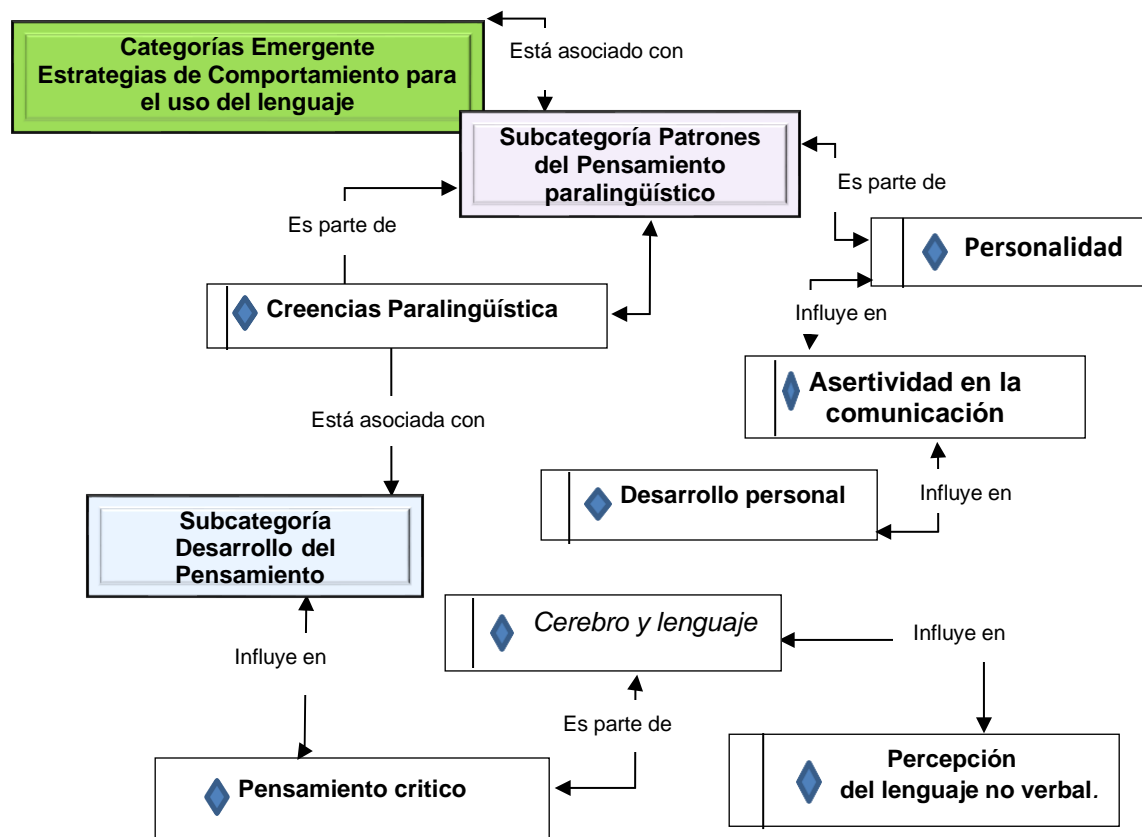 Categorías Emergente
Estrategias de Comportamiento para
el uso del lenguaje
Está asociado con
Subcategoría Patrones
del Pensamiento
paralingüístico
Es parte de
Es parte de
Personalidad
Creencias Paralingüística
Influye en
Asertividad en la
comunicación
Está asociada con
Desarrollo personal
Influye en
Subcategoría
Desarrollo del
Pensamiento
Cerebro y lenguaje
Influye en
Influye en
Es parte de
Pensamiento critico
Percepción
del lenguaje no verbal.